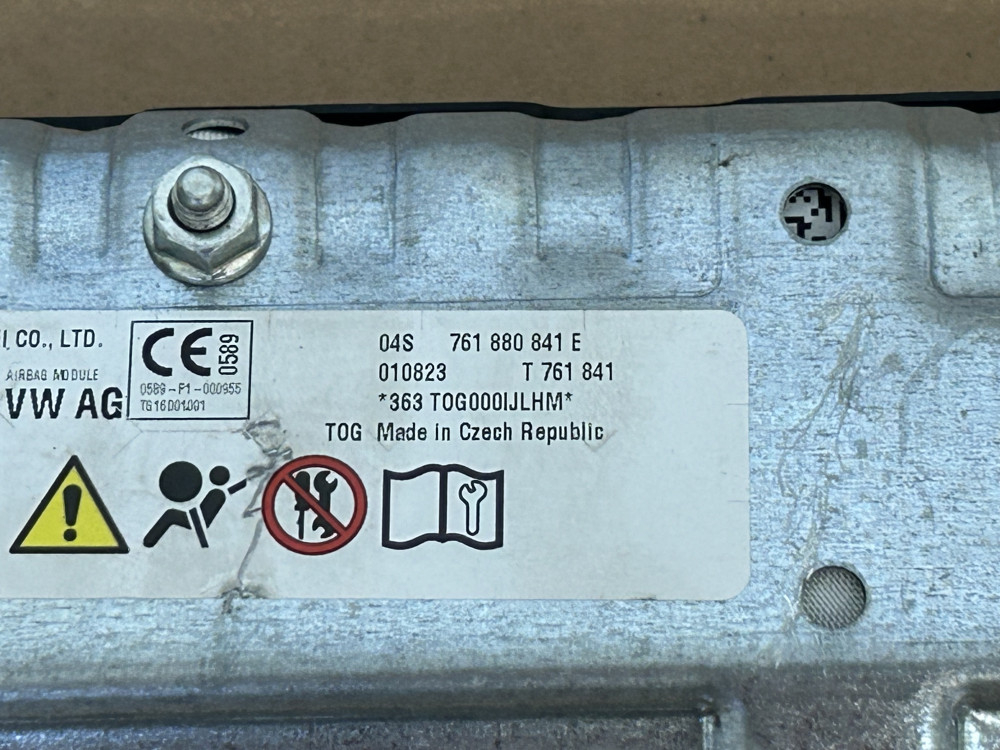 CO., LTD.
AIRBAG MODULE
VW AG
CE 0589
0589-P1-000955
TG16D01001
04S 761 880 841 E
010823 T 761 841
*363 TOG000IJLHM*
TOG Made in Czech Republic